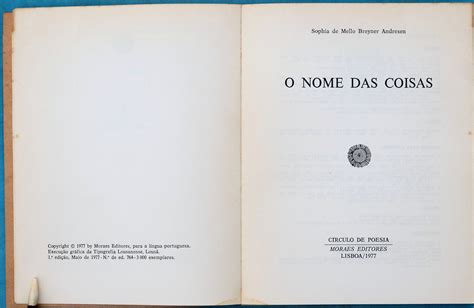 Copyright © 1977 by Moraes Editores, para a língua portuguesa.
Execução gráfica da Tipografia Lousanense, Lousã.
1.ª edição, Maio de 1977 - N.º de ed. 764 - 3 000 exemplares.
Sophia de Mello Breyner Andresen
O NOME DAS COISAS
CÍRCULO DE POESIA
MORAES EDITORES
LISBOA/1977